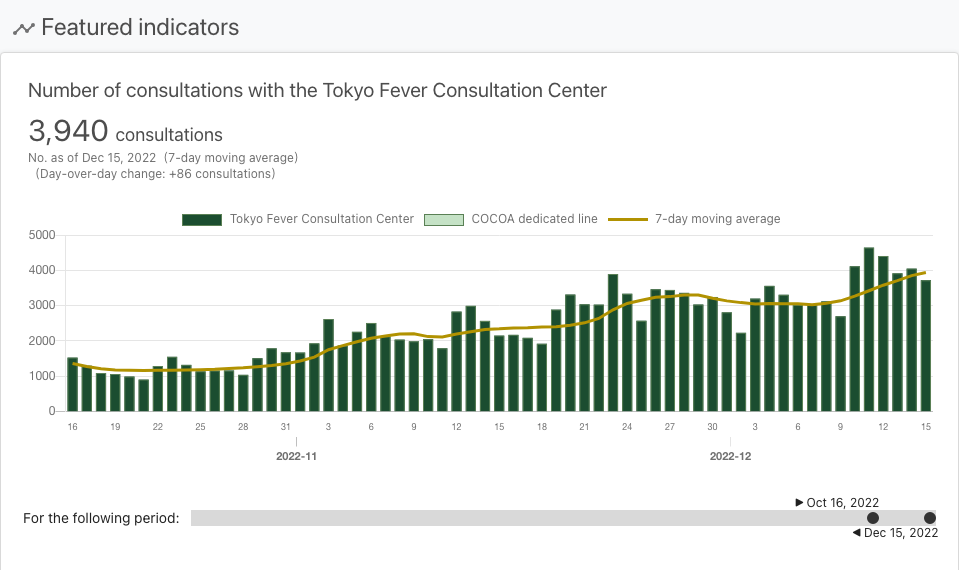 Featured indicators
Number of consultations with the Tokyo Fever Consultation Center
3,940 consultations
No. as of Dec 15, 2022 (7-day moving average)
(Day-over-day change: +86 consultations)
Tokyo Fever Consultation Center COCOA dedicated line 7-day moving average
5000
4000
3000
2000
1000
0
16 19 22 25 28 31 3 6 9 12 15 18 21 24 27 30 3 6 9 12 15
2022-11 2022-12
▶ Oct 16, 2022
For the following period:
◀ Dec 15, 2022